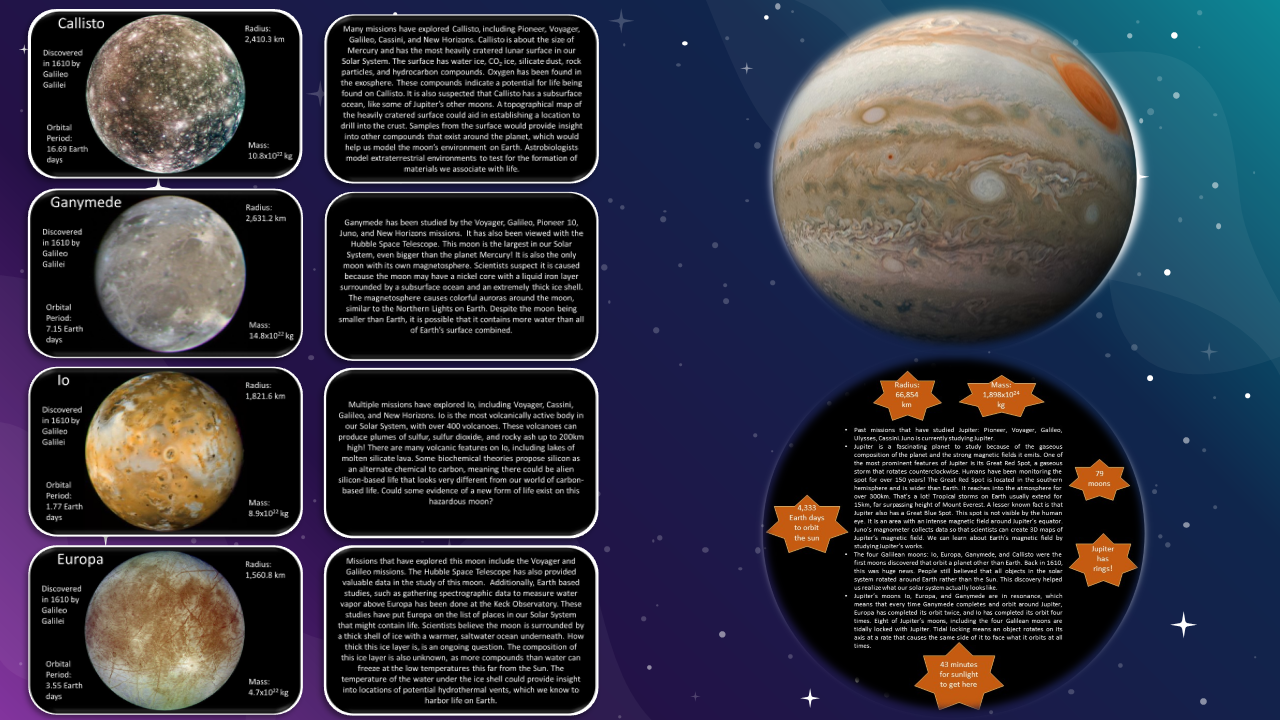 Callisto
Radius:
2,410.3 km
Discovered
in 1610 by
Galileo
Galilei
Orbital
Period:
16.69 Earth
days
Mass:
10.8x10²² kg
Many missions have explored Callisto, including Pioneer, Voyager,
Galileo, Cassini, and New Horizons. Callisto is about the size of
Mercury and has the most heavily cratered lunar surface in our
Solar System. The surface has water ice, CO₂ ice, silicate dust, rock
particles, and hydrocarbon compounds. Oxygen has been found in
the exosphere. These compounds indicate a potential for life being
found on Callisto. It is also suspected that Callisto has a subsurface
ocean, like some of Jupiter's other moons. A topographical map of
the heavily cratered surface could aid in establishing a location to
drill into the crust. Samples from the surface would provide insight
into other compounds that exist around the planet, which would
help us model the moon's environment on Earth. Astrobiologists
model extraterrestrial environments to test for the formation of
materials we associate with life.
Ganymede
Radius:
2,631.2 km
Discovered
in 1610 by
Galileo
Galilei
Orbital
Period:
7.15 Earth
days
Mass:
14.8x10²² kg
Ganymede has been studied by the Voyager, Galileo, Pioneer 10,
Juno, and New Horizons missions. It has also been viewed with the
Hubble Space Telescope. This moon is the largest in our Solar
System, even bigger than the planet Mercury! It is also the only
moon with its own magnetosphere. Scientists suspect it is caused
because the moon may have a nickel core with a liquid iron layer
surrounded by a subsurface ocean and an extremely thick ice shell.
The magnetosphere causes colorful auroras around the moon,
similar to the Northern Lights on Earth. Despite the moon being
smaller than Earth, it is possible that it contains more water than all
of Earth's surface combined.
Io
Radius:
1,821.6 km
Discovered
in 1610 by
Galileo
Galilei
Orbital
Period:
1.77 Earth
days
Mass:
8.9x10²² kg
Multiple missions have explored Io, including Voyager, Cassini,
Galileo, and New Horizons. Io is the most volcanically active body in
our Solar System, with over 400 volcanoes. These volcanoes can
produce plumes of sulfur, sulfur dioxide, and rocky ash up to 200km
high! There are many volcanic features on Io, including lakes of
molten silicate lava. Some biochemical theories propose silicon as
an alternate chemical to carbon, meaning there could be alien
silicon-based life that looks very different from our world of carbon-
based life. Could some evidence of a new form of life exist on this
hazardous moon?
Europa
Radius:
1,560.8 km
Discovered
in 1610 by
Galileo
Galilei
Orbital
Period:
3.55 Earth
days
Mass:
4.7x10²² kg
Missions that have explored this moon include the Voyager and
Galileo missions. The Hubble Space Telescope has also provided
valuable data in the study of this moon. Additionally, Earth based
studies, such as gathering spectrographic data to measure water
vapor above Europa has been done at the Keck Observatory. These
studies have put Europa on the list of places in our Solar System
that might contain life. Scientists believe the moon is surrounded by
a thick shell of ice with a warmer, saltwater ocean underneath. How
thick this ice layer is, is an ongoing question. The composition of
this ice layer is also unknown, as more compounds than water can
freeze at the low temperatures this far from the Sun. The
temperature of the water under the ice shell could provide insight
into locations of potential hydrothermal vents, which we know to
harbor life on Earth.
Radius:
66,854
km
Mass:
1,898x10²⁴
kg
• Past missions that have studied Jupiter: Pioneer, Voyager, Galileo,
Ulysses, Cassini. Juno is currently studying Jupiter.
• Jupiter is a fascinating planet to study because of the gaseous
composition of the planet and the strong magnetic fields it emits. One of
the most prominent features of Jupiter is its Great Red Spot, a gaseous
storm that rotates counterclockwise. Humans have been monitoring the
spot for over 150 years! The Great Red Spot is located in the southern
hemisphere and is wider than Earth. It reaches into the atmosphere for
over 300km. That's a lot! Tropical storms on Earth usually extend for
15km, far surpassing height of Mount Everest. A lesser known fact is that
Jupiter also has a Great Blue Spot. This spot is not visible by the human
eye. It is an area with an intense magnetic field around Jupiter's equator.
Juno's magnometer collects data so that scientists can create 3D maps of
Jupiter's magnetic field. We can learn about Earth's magnetic field by
studying Jupiter's works.
• The four Galilean moons: Io, Europa, Ganymede, and Callisto were the
first moons discovered that orbit a planet other than Earth. Back in 1610,
this was huge news. People still believed that all objects in the solar
system rotated around Earth rather than the Sun. This discovery helped
us realize what our solar system actually looks like.
• Jupiter's moons Io, Europa, and Ganymede are in resonance, which
means that every time Ganymede completes and orbit around Jupiter,
Europa has completed its orbit twice, and Io has completed its orbit four
times. Eight of Jupiter's moons, including the four Galilean moons are
tidally locked with Jupiter. Tidal locking means an object rotates on its
axis at a rate that causes the same side of it to face what it orbits at all
times.
79
moons
4,333
Earth days
to orbit
the sun
Jupiter
has
rings!
43 minutes
for sunlight
to get here